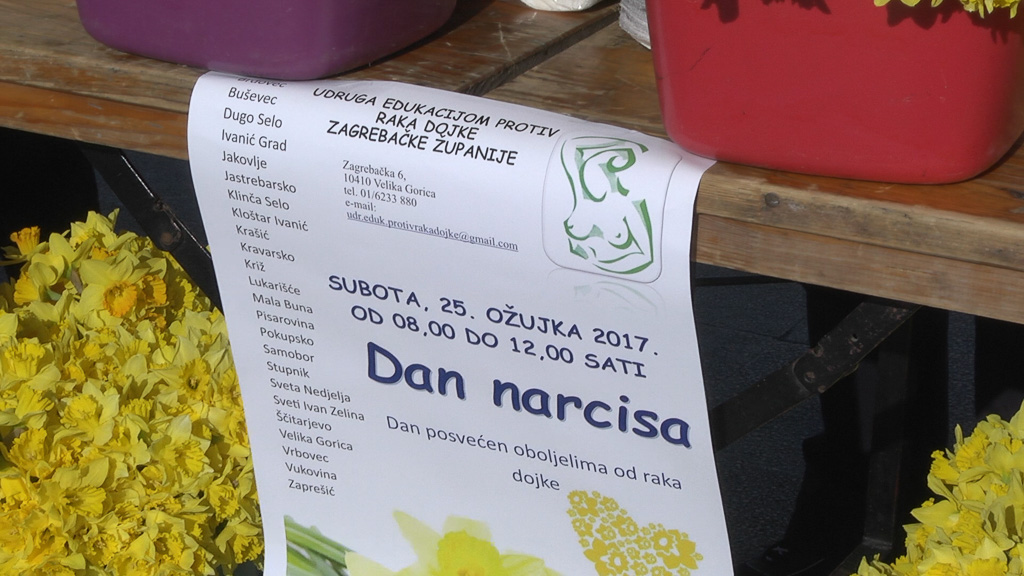 Buševec
Dugo Selo
Ivanić Grad
Jakovlje
Jastrebarsko
Klinča Selo
Kloštar Ivanić
Krašić
Kravarsko
Križ
Lukarišće
Mala Buna
Pisarovina
Pokupsko
Samobor
Stupnik
Sveta Nedjelja
Sveti Ivan Zelina
Ščitarjevo
Velika Gorica
Vrbovec
Vukovina
Zaprešić
UDRUGA EDUKACIJOM PROTIV
RAKA DOJKE
ZAGREBAČKE ŽUPANIJE
Zagrebačka 6,
10410 Velika Gorica
tel. 01/6233 880
e-mail:
udr.eduk.protivrakadojke@gmail.com
SUBOTA, 25. OŽUJKA 2017.
OD 08,00 DO 12,00 SATI
Dan narcisa
Dan posvećen oboljelima od raka
dojke